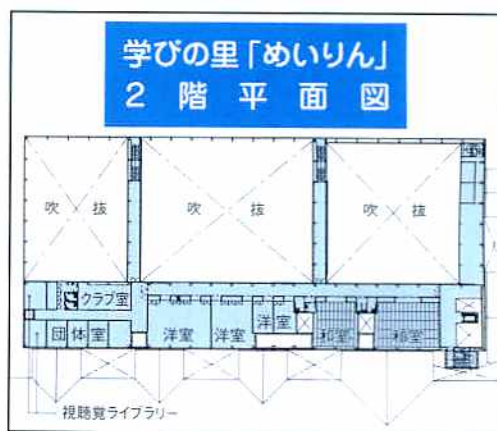 学びの里「めいりん」
2階平面図
吹抜
吹抜
吹抜
クラブ室
団体室
洋室
洋室
洋室
和室
和室
視聴覚ライブラリー